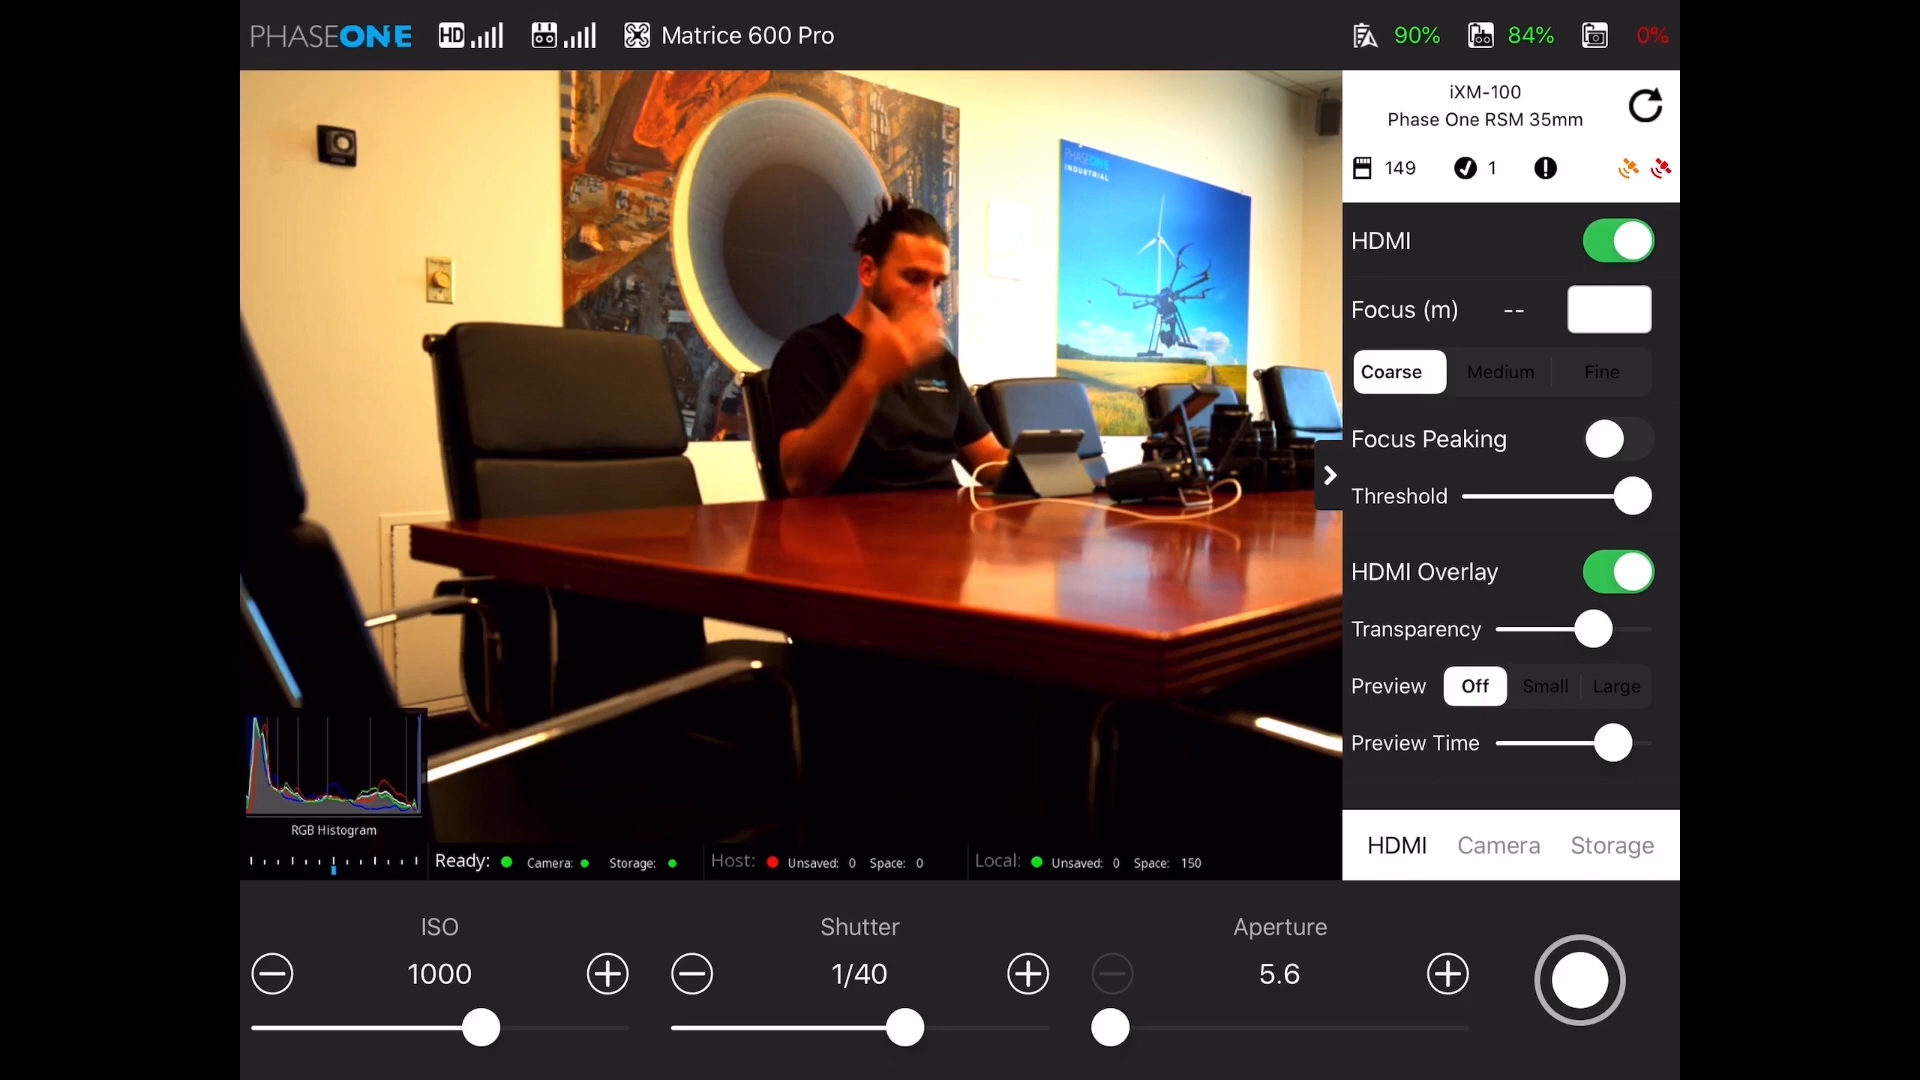 PHASEONE HD Matrice 600 Pro 90% 84% 0%
iXM-100
Phase One RSM 35mm
149 1
PHASEONE
INDUSTRIAL
HDMI
Focus (m) --
Coarse Medium Fine
Focus Peaking
Threshold
HDMI Overlay
Transparency
Preview Off Small Large
Preview Time
HDMI Camera Storage
RGB Histogram
Ready: Camera: Storage: Host: Unsaved: 0 Space: 0 Local: Unsaved: 0 Space: 150
ISO Shutter Aperture
1000 1/40 5.6